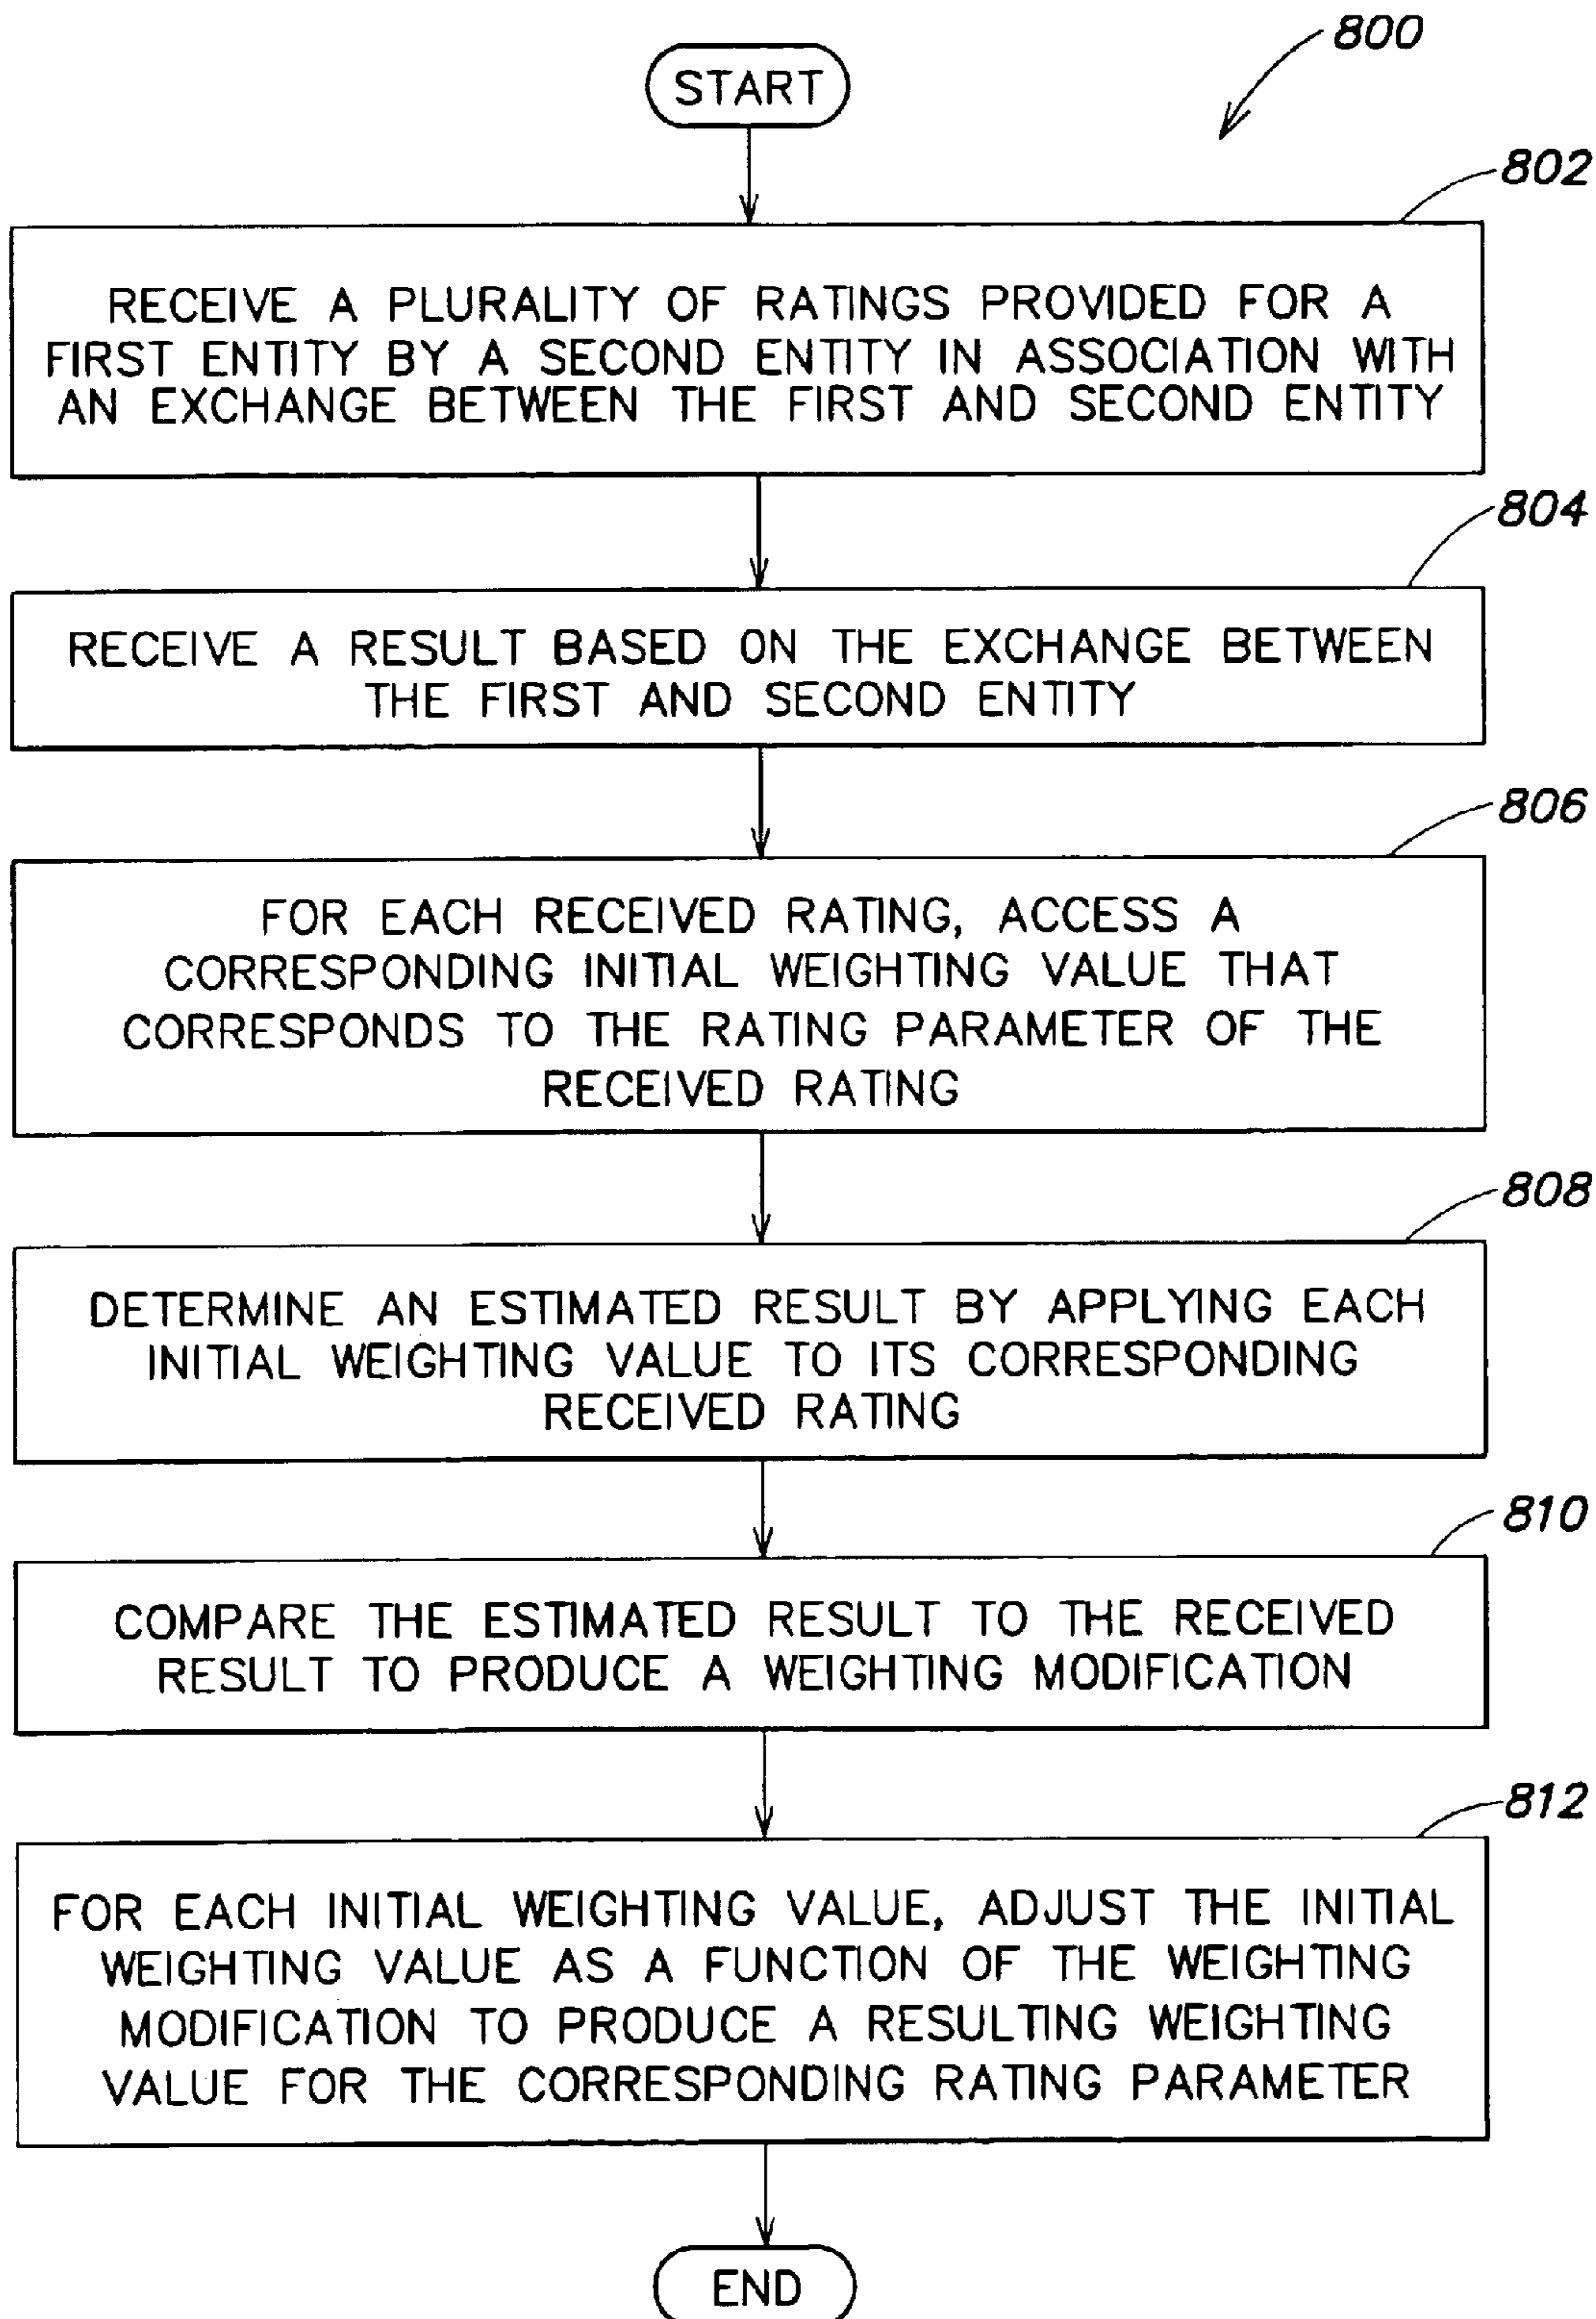 800
START
802
RECEIVE A PLURALITY OF RATINGS PROVIDED FOR A
FIRST ENTITY BY A SECOND ENTITY IN ASSOCIATION WITH
AN EXCHANGE BETWEEN THE FIRST AND SECOND ENTITY
804
RECEIVE A RESULT BASED ON THE EXCHANGE BETWEEN
THE FIRST AND SECOND ENTITY
806
FOR EACH RECEIVED RATING, ACCESS A
CORRESPONDING INITIAL WEIGHTING VALUE THAT
CORRESPONDS TO THE RATING PARAMETER OF THE
RECEIVED RATING
808
DETERMINE AN ESTIMATED RESULT BY APPLYING EACH
INITIAL WEIGHTING VALUE TO ITS CORRESPONDING
RECEIVED RATING
810
COMPARE THE ESTIMATED RESULT TO THE RECEIVED
RESULT TO PRODUCE A WEIGHTING MODIFICATION
812
FOR EACH INITIAL WEIGHTING VALUE, ADJUST THE INITIAL
WEIGHTING VALUE AS A FUNCTION OF THE WEIGHTING
MODIFICATION TO PRODUCE A RESULTING WEIGHTING
VALUE FOR THE CORRESPONDING RATING PARAMETER
END